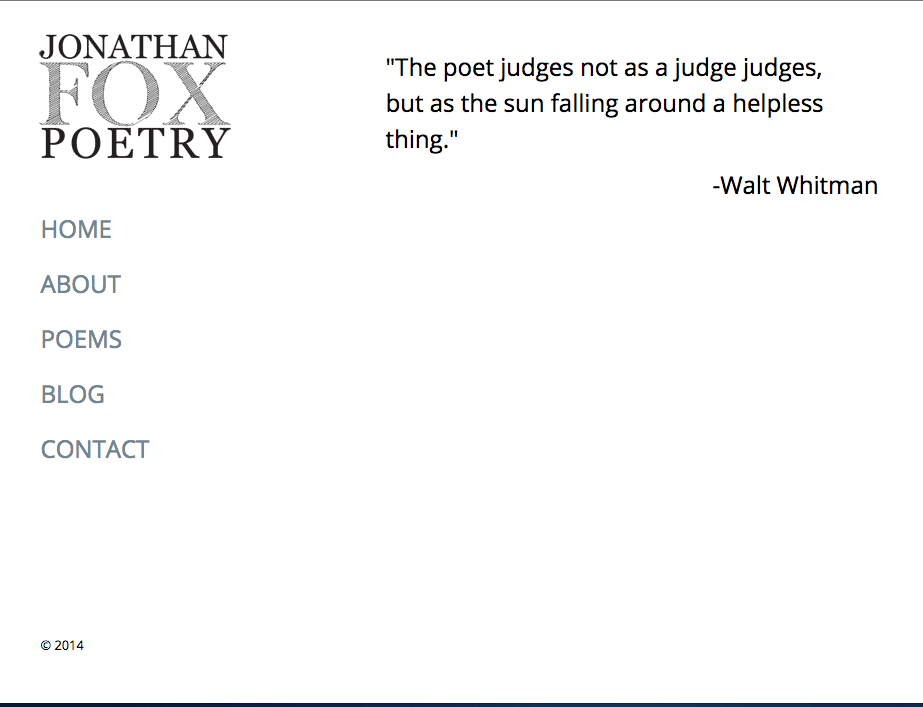 JONATHAN
FOX
POETRY
"The poet judges not as a judge judges,
but as the sun falling around a helpless
thing."
-Walt Whitman
HOME
ABOUT
POEMS
BLOG
CONTACT
© 2014